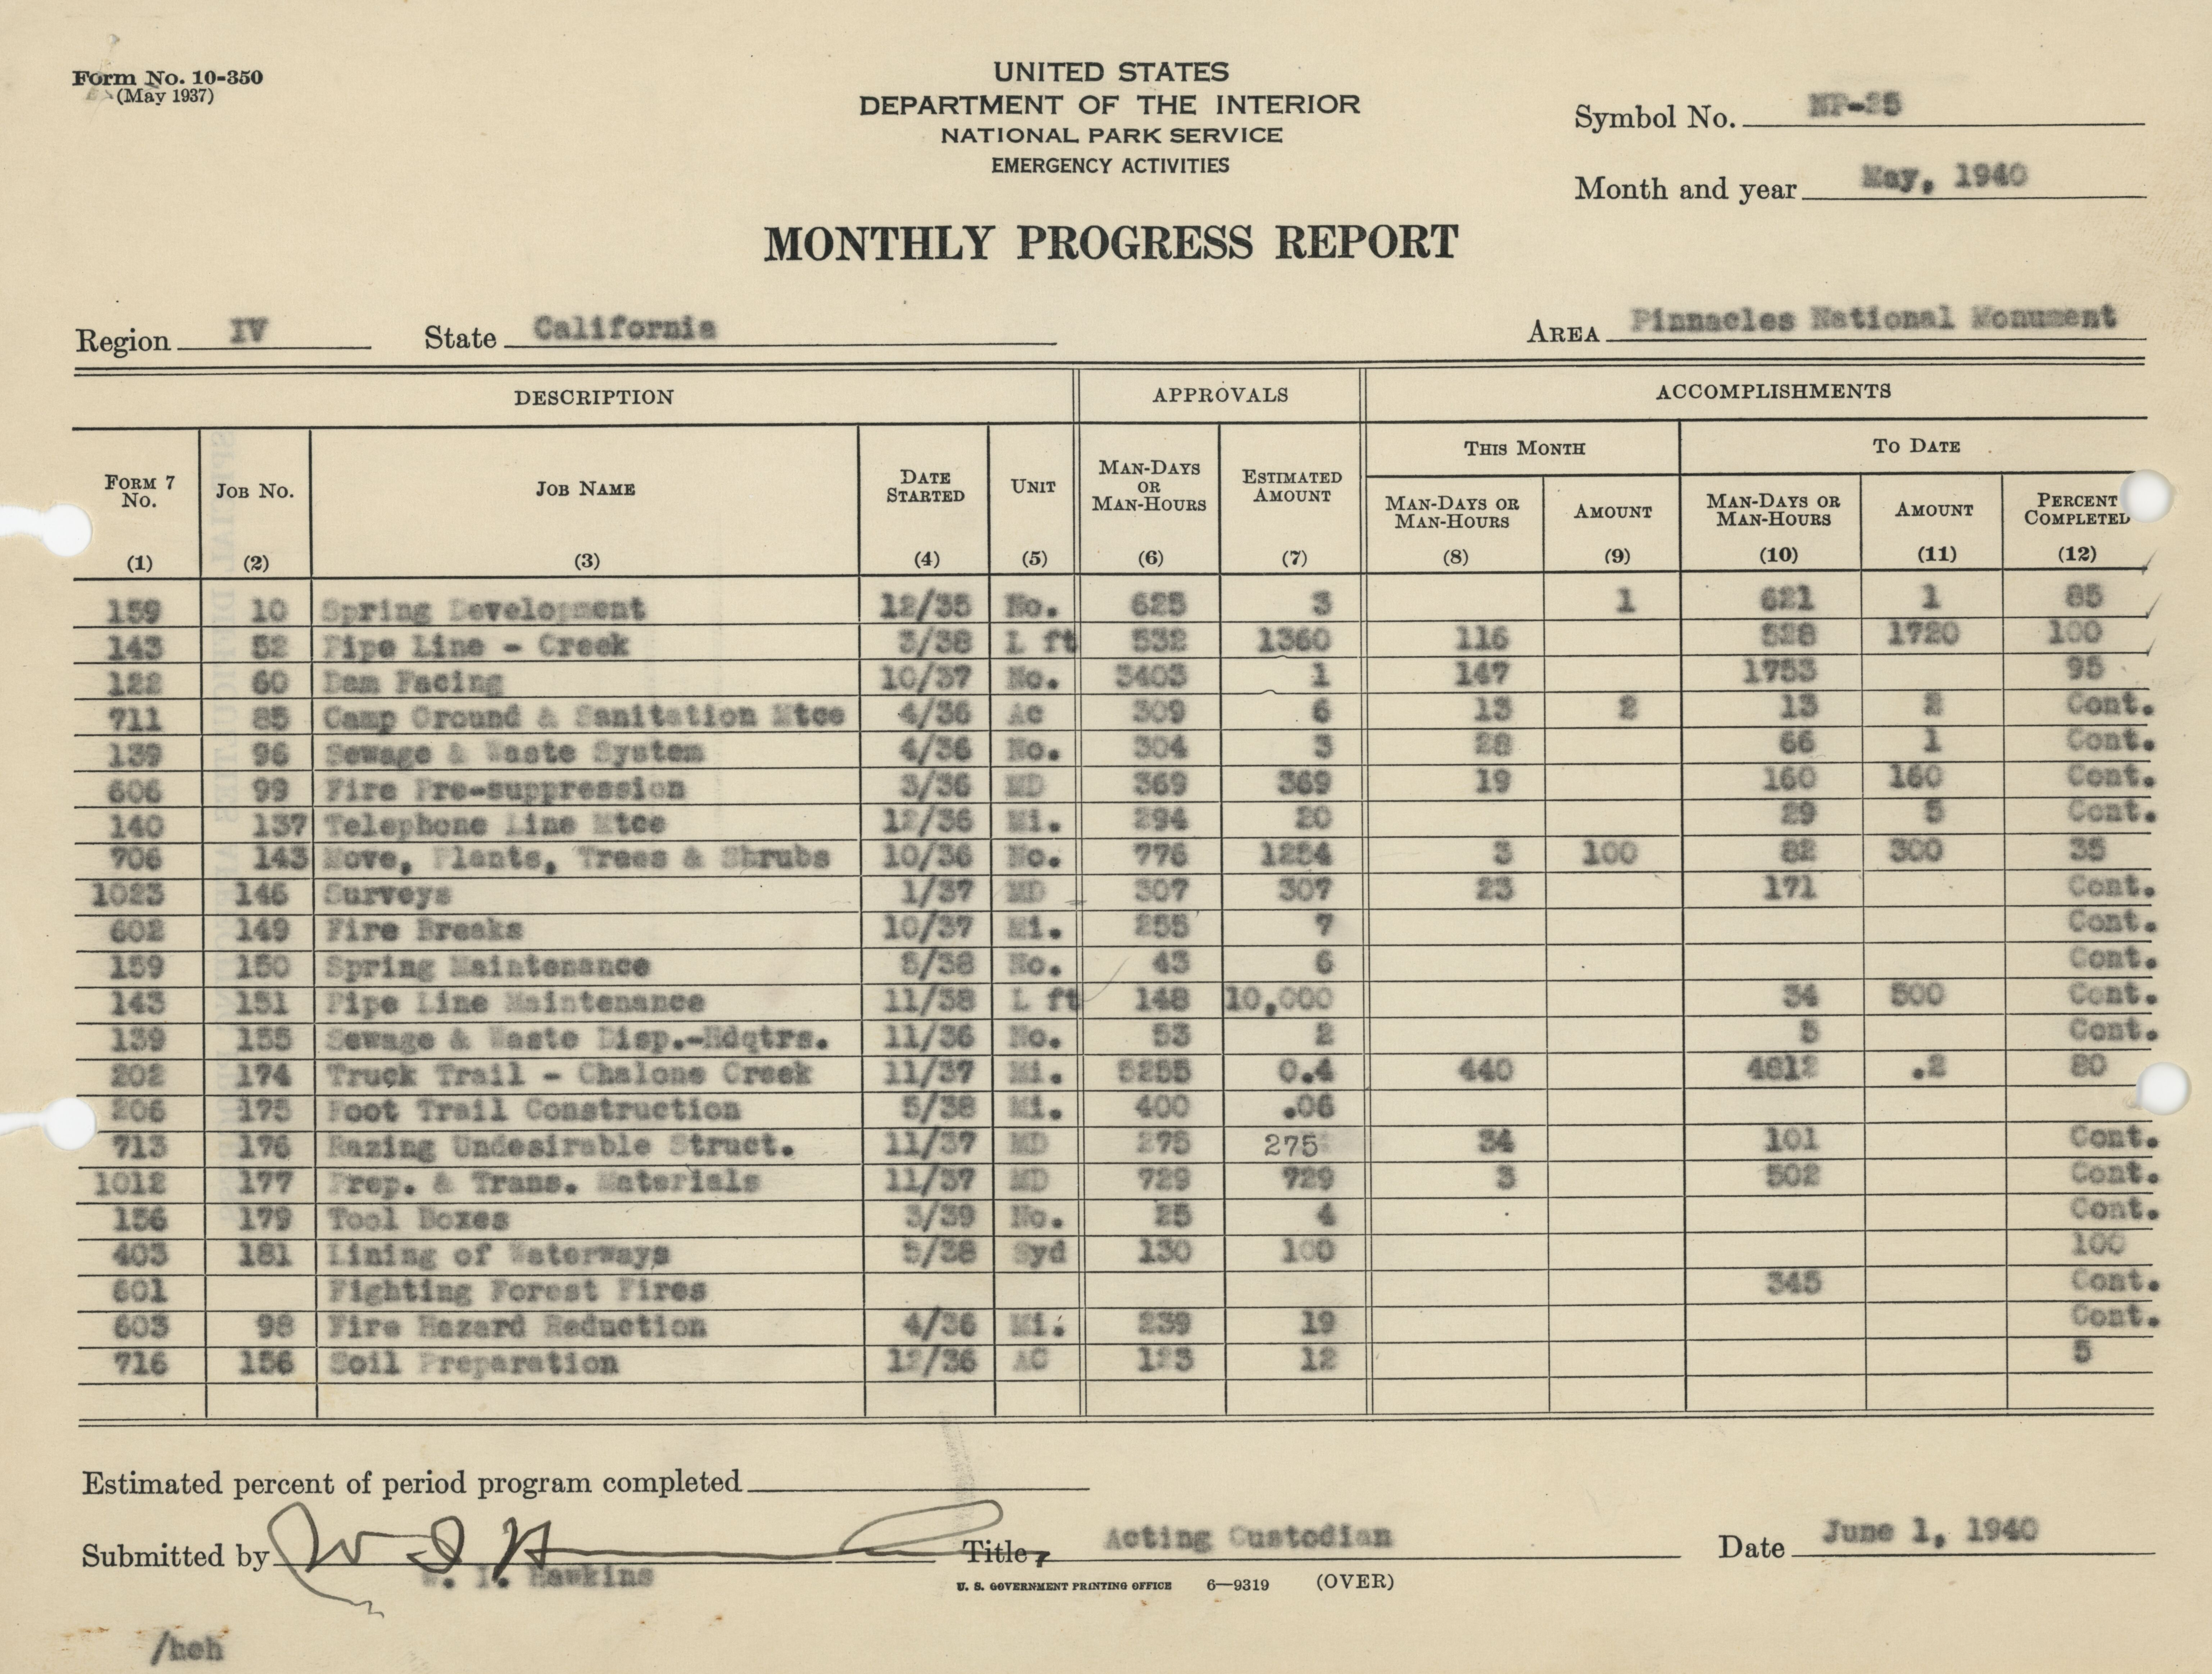 Form No. 10-350
(May 1937)
UNITED STATES
DEPARTMENT OF THE INTERIOR
NATIONAL PARK SERVICE
EMERGENCY ACTIVITIES
Symbol No. NP-25
Month and year May, 1940
MONTHLY PROGRESS REPORT
Region IV State California AREA Pinnacles National Monument
DESCRIPTION APPROVALS ACCOMPLISHMENTS
THIS MONTH TO DATE
FORM 7 No. JOB No. JOB NAME DATE STARTED UNIT MAN-DAYS OR MAN-HOURS ESTIMATED AMOUNT MAN-DAYS OR MAN-HOURS AMOUNT MAN-DAYS OR MAN-HOURS AMOUNT PERCENT COMPLETED
(1) (2) (3) (4) (5) (6) (7) (8) (9) (10) (11) (12)
159 10 Spring Development 12/35 No. 625 3 1 621 1 85
143 52 Pipe Line - Creek 3/38 L ft 532 1360 116 528 1720 100
122 60 Dam Facing 10/37 No. 3403 1 147 1753 95
711 85 Camp Ground & Sanitation Mtce 4/36 Ac 309 6 13 2 13 2 Cont.
139 96 Sewage & Waste System 4/36 No. 304 3 28 66 1 Cont.
606 99 Fire Pre-suppression 3/36 MD 369 369 19 160 160 Cont.
140 137 Telephone Line Mtce 12/36 Mi. 294 20 29 5 Cont.
706 143 Move, Plants, Trees & Shrubs 10/36 No. 776 1254 3 100 82 300 35
1023 146 Surveys 1/37 MD 307 307 23 171 Cont.
602 149 Fire Breaks 10/37 Mi. 255 7 Cont.
159 150 Spring Maintenance 5/38 No. 43 6 Cont.
143 151 Pipe Line Maintenance 11/38 L ft 148 10,000 34 500 Cont.
139 155 Sewage & Waste Disp.-Hdqtrs. 11/36 No. 53 2 5 Cont.
202 174 Truck Trail - Chalone Creek 11/37 Mi. 5255 0.4 440 4812 .2 80
206 175 Foot Trail Construction 5/38 Mi. 400 .06
713 176 Razing Undesirable Struct. 11/37 MD 275 275 34 101 Cont.
1012 177 Prep. & Trans. Materials 11/37 MD 729 729 3 502 Cont.
156 179 Tool Boxes 3/39 No. 25 4 Cont.
403 181 Lining of Waterways 5/38 Syd 130 100 100
601 Fighting Forest Fires 345 Cont.
603 98 Fire Hazard Reduction 4/36 Mi. 239 19 Cont.
716 156 Soil Preparation 12/36 AC 123 12 5
Estimated percent of period program completed
Submitted by W I H Title, Acting Custodian Date June 1, 1940
W. I. Hawkins
U. S. GOVERNMENT PRINTING OFFICE 6—9319 (OVER)
/heh